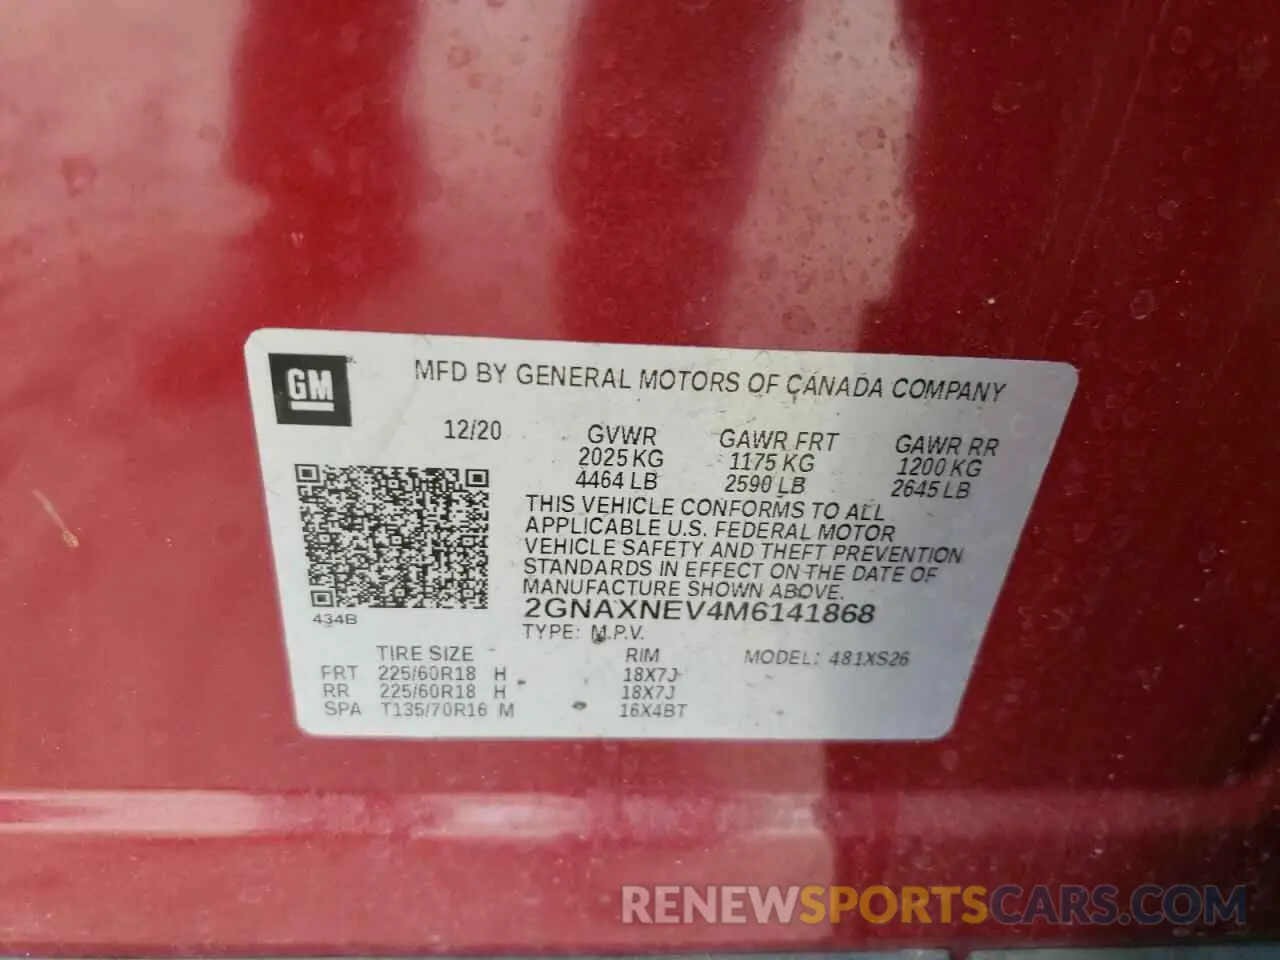 GM
MFD BY GENERAL MOTORS OF CANADA COMPANY
12/20
GVWR GAWR FRT GAWR RR
2025 KG 1175 KG 1200 KG
4464 LB 2590 LB 2645 LB
THIS VEHICLE CONFORMS TO ALL
APPLICABLE U.S. FEDERAL MOTOR
VEHICLE SAFETY AND THEFT PREVENTION
STANDARDS IN EFFECT ON THE DATE OF
MANUFACTURE SHOWN ABOVE.
2GNAXNEV4M6141868
434B
TYPE: M.P.V.
TIRE SIZE RIM MODEL: 481XS26
FRT 225/60R18 H 18X7J
RR 225/60R18 H 18X7J
SPA T135/70R16 M 16X4BT
RENEWSPORTSCARS.COM